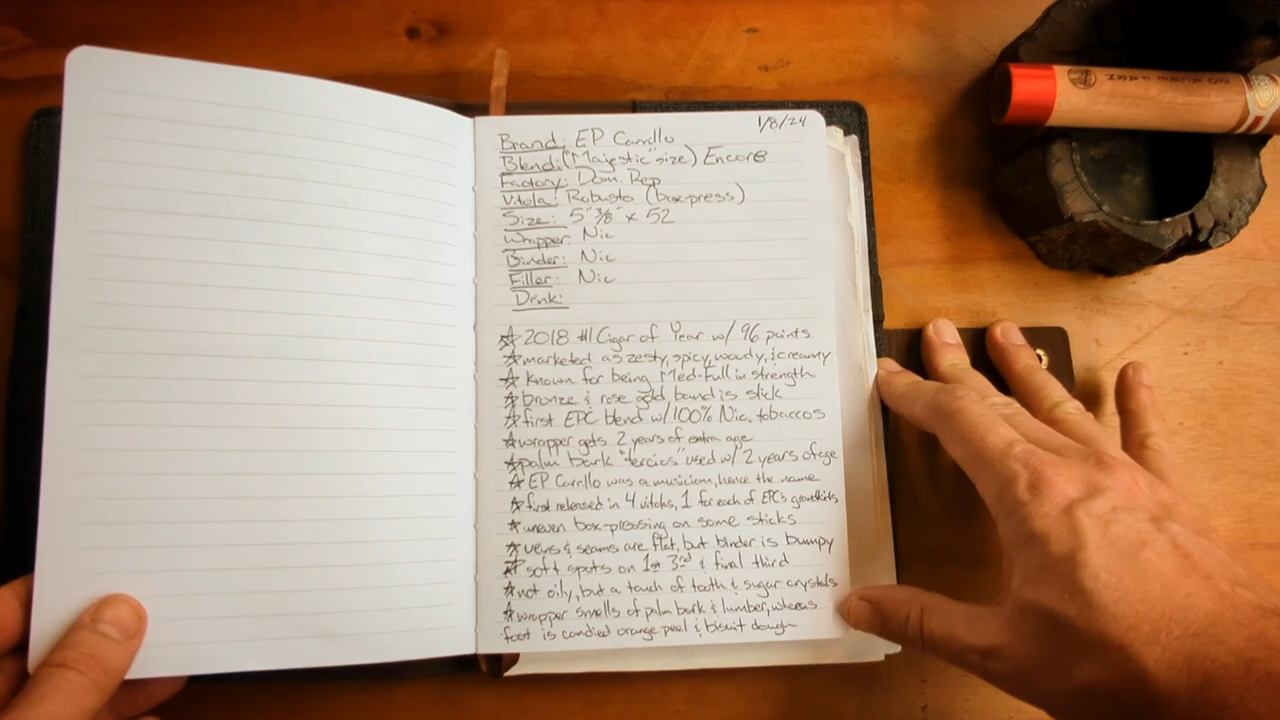 1/8/24
Brand: EP Carrillo
Blend: ("Majestic" size) Encore
Factory: Dom. Rep
Vitola: Robusto (box-press)
Size: 5" 3/8" x 52
Wrapper: Nic
Binder: Nic
Filler: Nic
Drink:
☆ 2018 #1 Cigar of Year w/ 96 points
☆ marketed as zesty, spicy, woody, & creamy
☆ known for being Med-Full in strength
☆ bronze & rose gold band is slick
☆ first EPC blend w/ 100% Nic. tobaccos
☆ wrapper gets 2 years of extra age
☆ palm bark "tercios" used w/ 2 years of age
☆ EP Carrillo was a musician, hence the name
☆ first released in 4 vitolas, 1 for each of EPC's grandkids
☆ uneven box-pressing on some sticks
☆ veins & seams are flat, but binder is bumpy
☆ soft spots on 1st 3rd & final third
☆ not oily, but a touch of tooth & sugar crystals
☆ wrapper smells of palm bark & lumber, whereas
foot is candied orange peel & biscuit dough